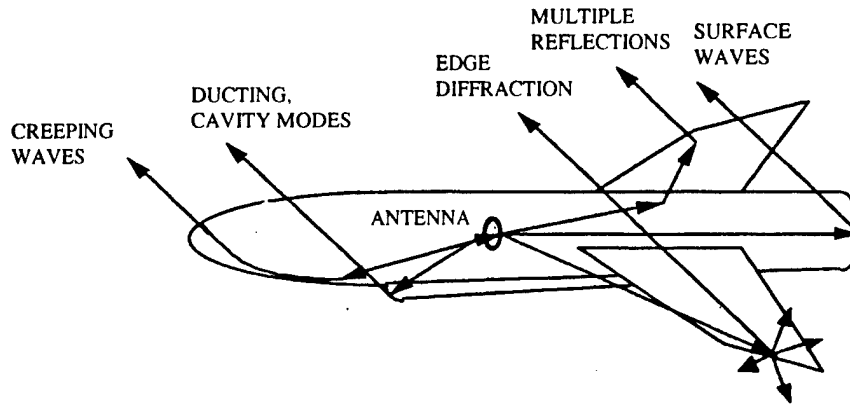 MULTIPLE
REFLECTIONS
SURFACE
WAVES
EDGE
DIFFRACTION
DUCTING,
CAVITY MODES
CREEPING
WAVES
ANTENNA